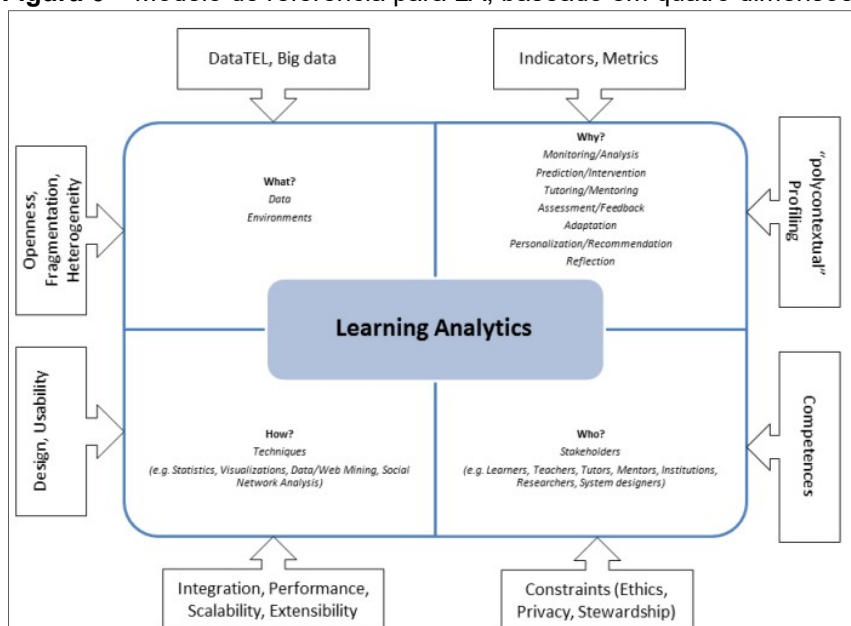 DataTEL, Big data
Indicators, Metrics
Openness,
Fragmentation,
Heterogeneity
What?
Data
Environments
Why?
Monitoring/Analysis
Prediction/Intervention
Tutoring/Mentoring
Assessment/Feedback
Adaptation
Personalization/Recommendation
Reflection
"polycontextual"
Profiling
Learning Analytics
Design, Usability
How?
Techniques
(e.g. Statistics, Visualizations, Data/Web Mining, Social
Network Analysis)
Who?
Stakeholders
(e.g. Learners, Teachers, Tutors, Mentors, Institutions,
Researchers, System designers)
Competences
Integration, Performance,
Scalability, Extensibility
Constraints (Ethics,
Privacy, Stewardship)